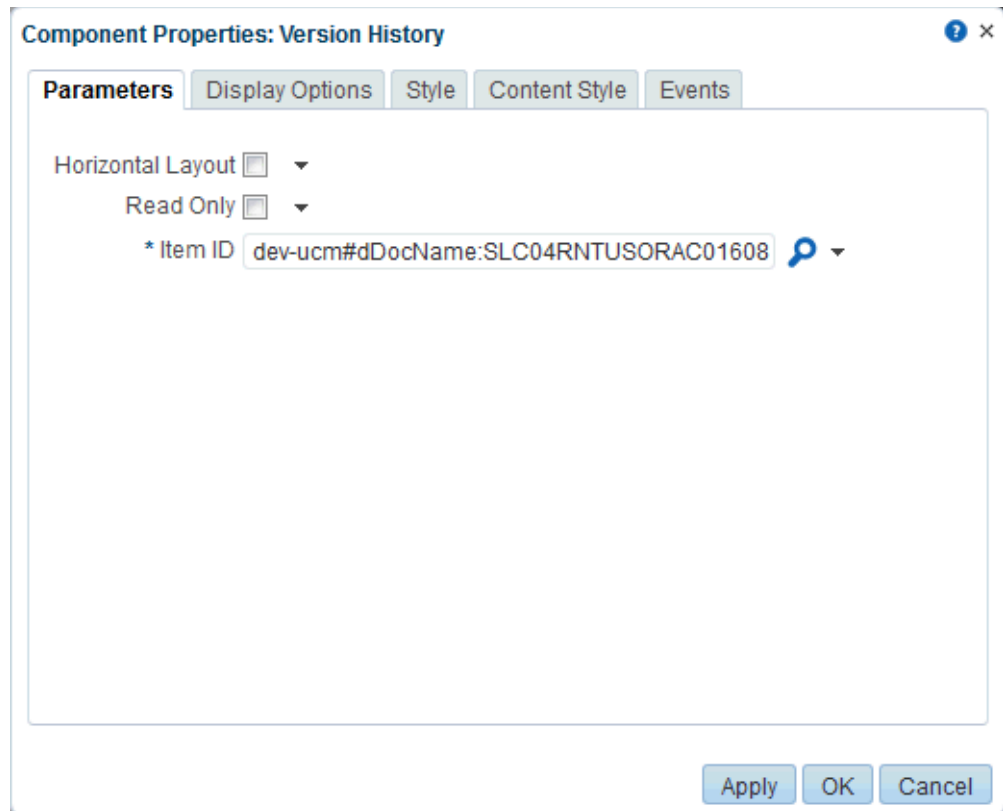 Component Properties: Version History
Parameters Display Options Style Content Style Events
Horizontal Layout
Read Only
* Item ID dev-ucm#dDocName:SLC04RNTUSORAC01608
Apply OK Cancel